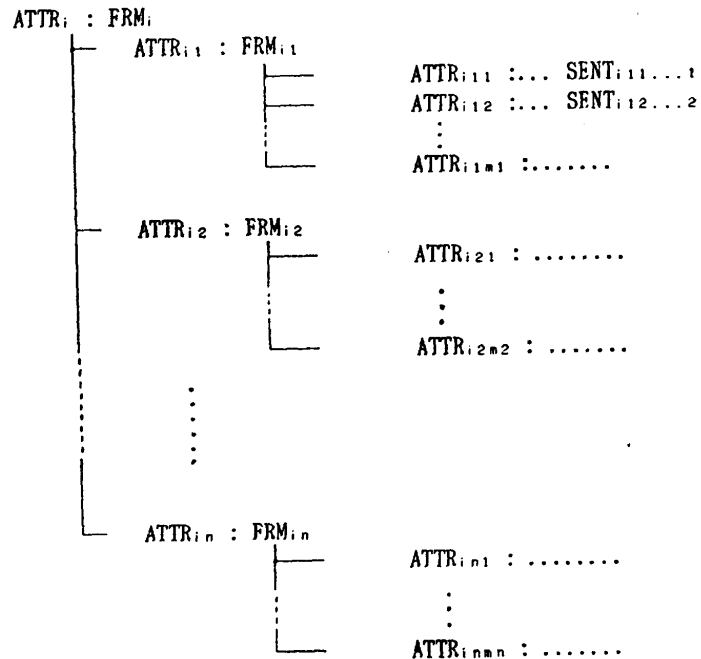 ATTRᵢ : FRMᵢ
ATTRᵢ₁ : FRMᵢ₁
ATTRᵢ₁₁ :... SENTᵢ₁₁...₁
ATTRᵢ₁₂ :... SENTᵢ₁₂...₂
ATTRᵢ₁ₘ₁ :.......
ATTRᵢ₂ : FRMᵢ₂
ATTRᵢ₂₁ : ........
ATTRᵢ₂ₘ₂ : .......
ATTRᵢₙ : FRMᵢₙ
ATTRᵢₙ₁ : ........
ATTRᵢₙₘₙ : .......